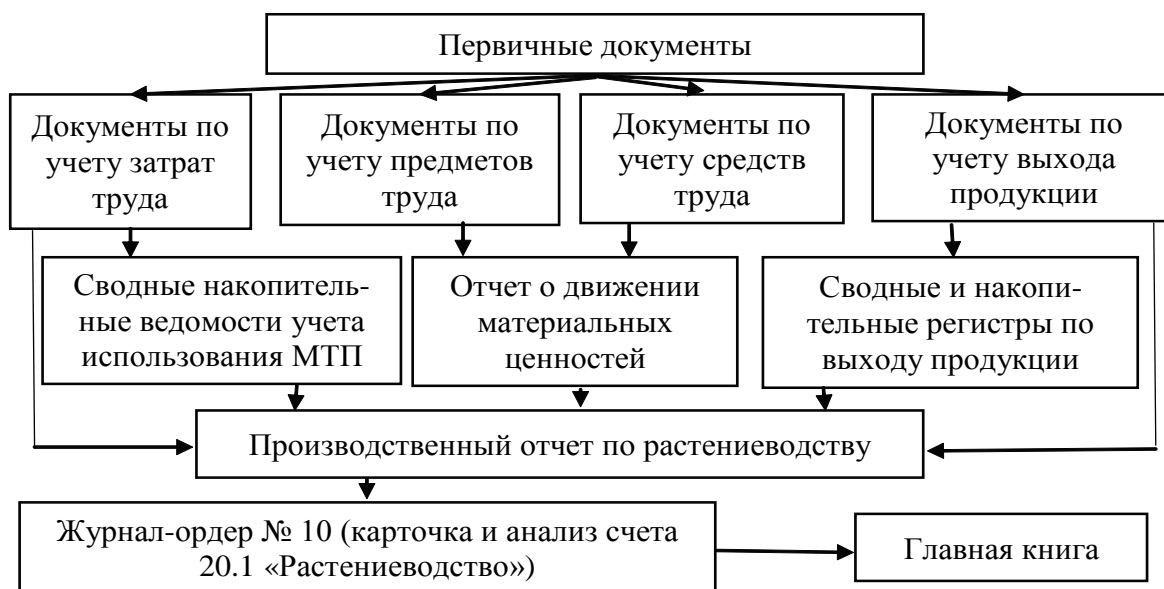 Первичные документы
Документы по
учету затрат
труда
Документы по
учету предметов
труда
Документы по
учету средств
труда
Документы по
учету выхода
продукции
Сводные накопитель-
ные ведомости учета
использования МТП
Отчет о движении
материальных
ценностей
Сводные и накопи-
тельные регистры по
выходу продукции
Производственный отчет по растениеводству
Журнал-ордер № 10 (карточка и анализ счета
20.1 «Растениеводство»)
Главная книга